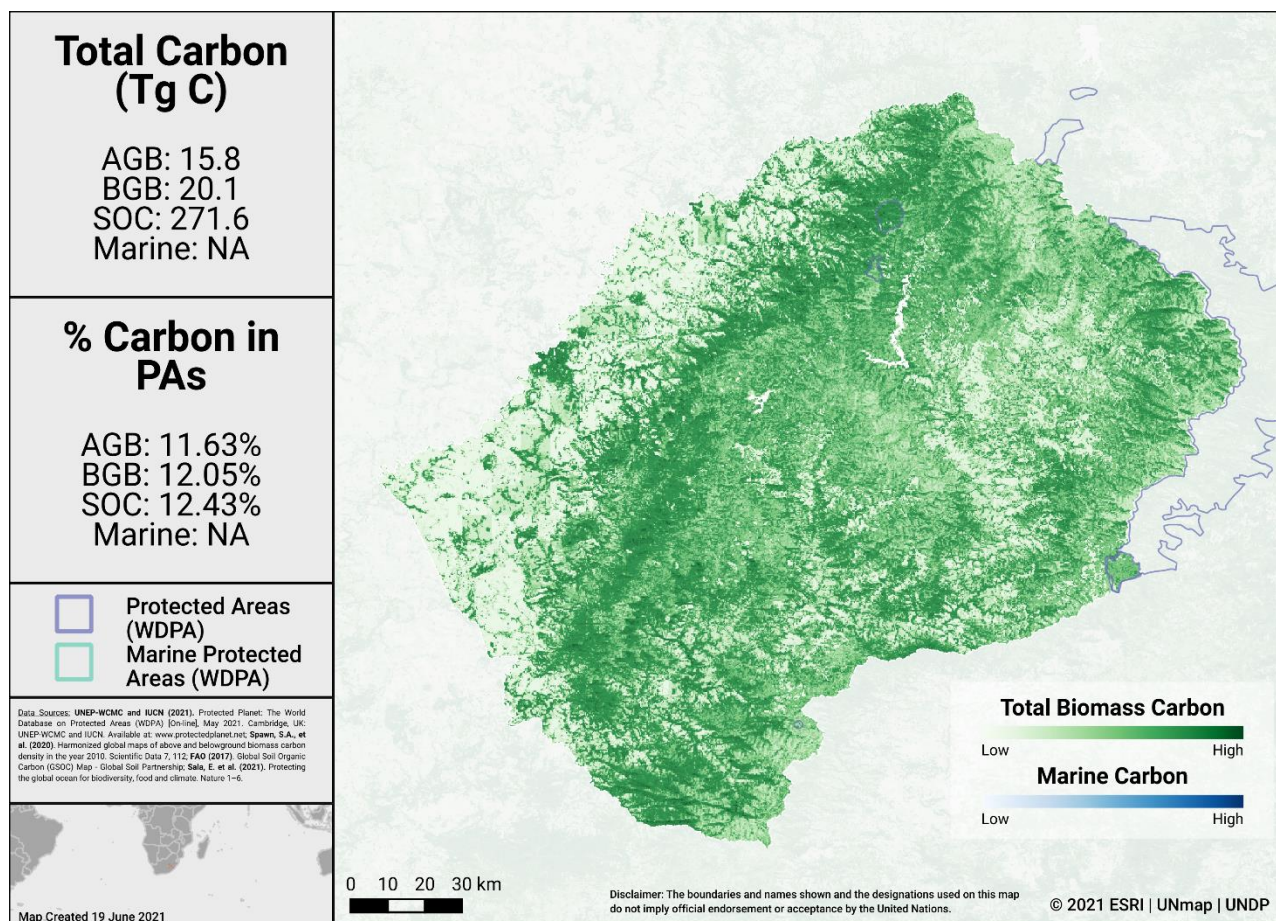 Total Carbon
(Tg C)
AGB: 15.8
BGB: 20.1
SOC: 271.6
Marine: NA
% Carbon in
PAs
AGB: 11.63%
BGB: 12.05%
SOC: 12.43%
Marine: NA
Protected Areas
(WDPA)
Marine Protected
Areas (WDPA)
Data Sources: UNEP-WCMC and IUCN (2021). Protected Planet: The World
Database on Protected Areas (WDPA) [On-line], May 2021. Cambridge, UK:
UNEP-WCMC and IUCN. Available at: www.protectedplanet.net; Spawn, S.A., et
al. (2020). Harmonized global maps of above and belowground biomass carbon
density in the year 2010. Scientific Data 7, 112; FAO (2017). Global Soil Organic
Carbon (GSOC) Map - Global Soil Partnership; Sala, E. et al. (2021). Protecting
the global ocean for biodiversity, food and climate. Nature 1–6.
Map Created 19 June 2021
Total Biomass Carbon
Low High
Marine Carbon
Low High
0 10 20 30 km
Disclaimer: The boundaries and names shown and the designations used on this map
do not imply official endorsement or acceptance by the United Nations.
© 2021 ESRI | UNmap | UNDP